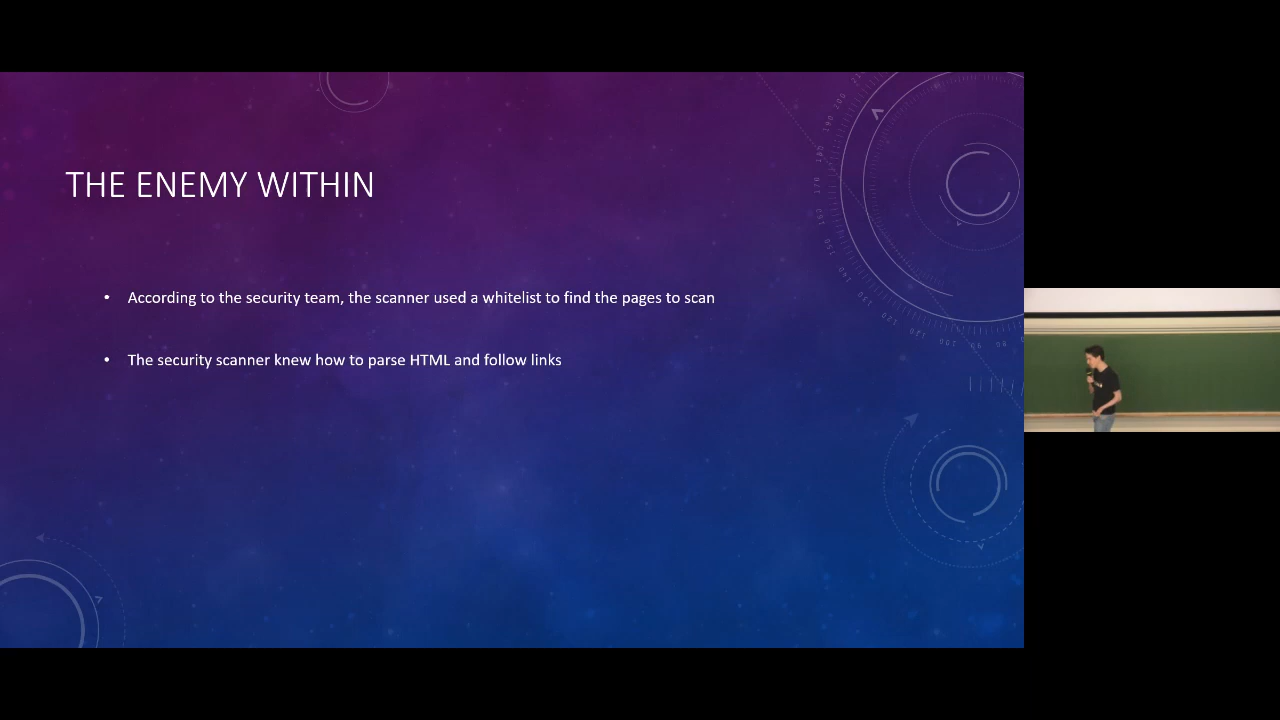 THE ENEMY WITHIN
• According to the security team, the scanner used a whitelist to find the pages to scan
• The security scanner knew how to parse HTML and follow links